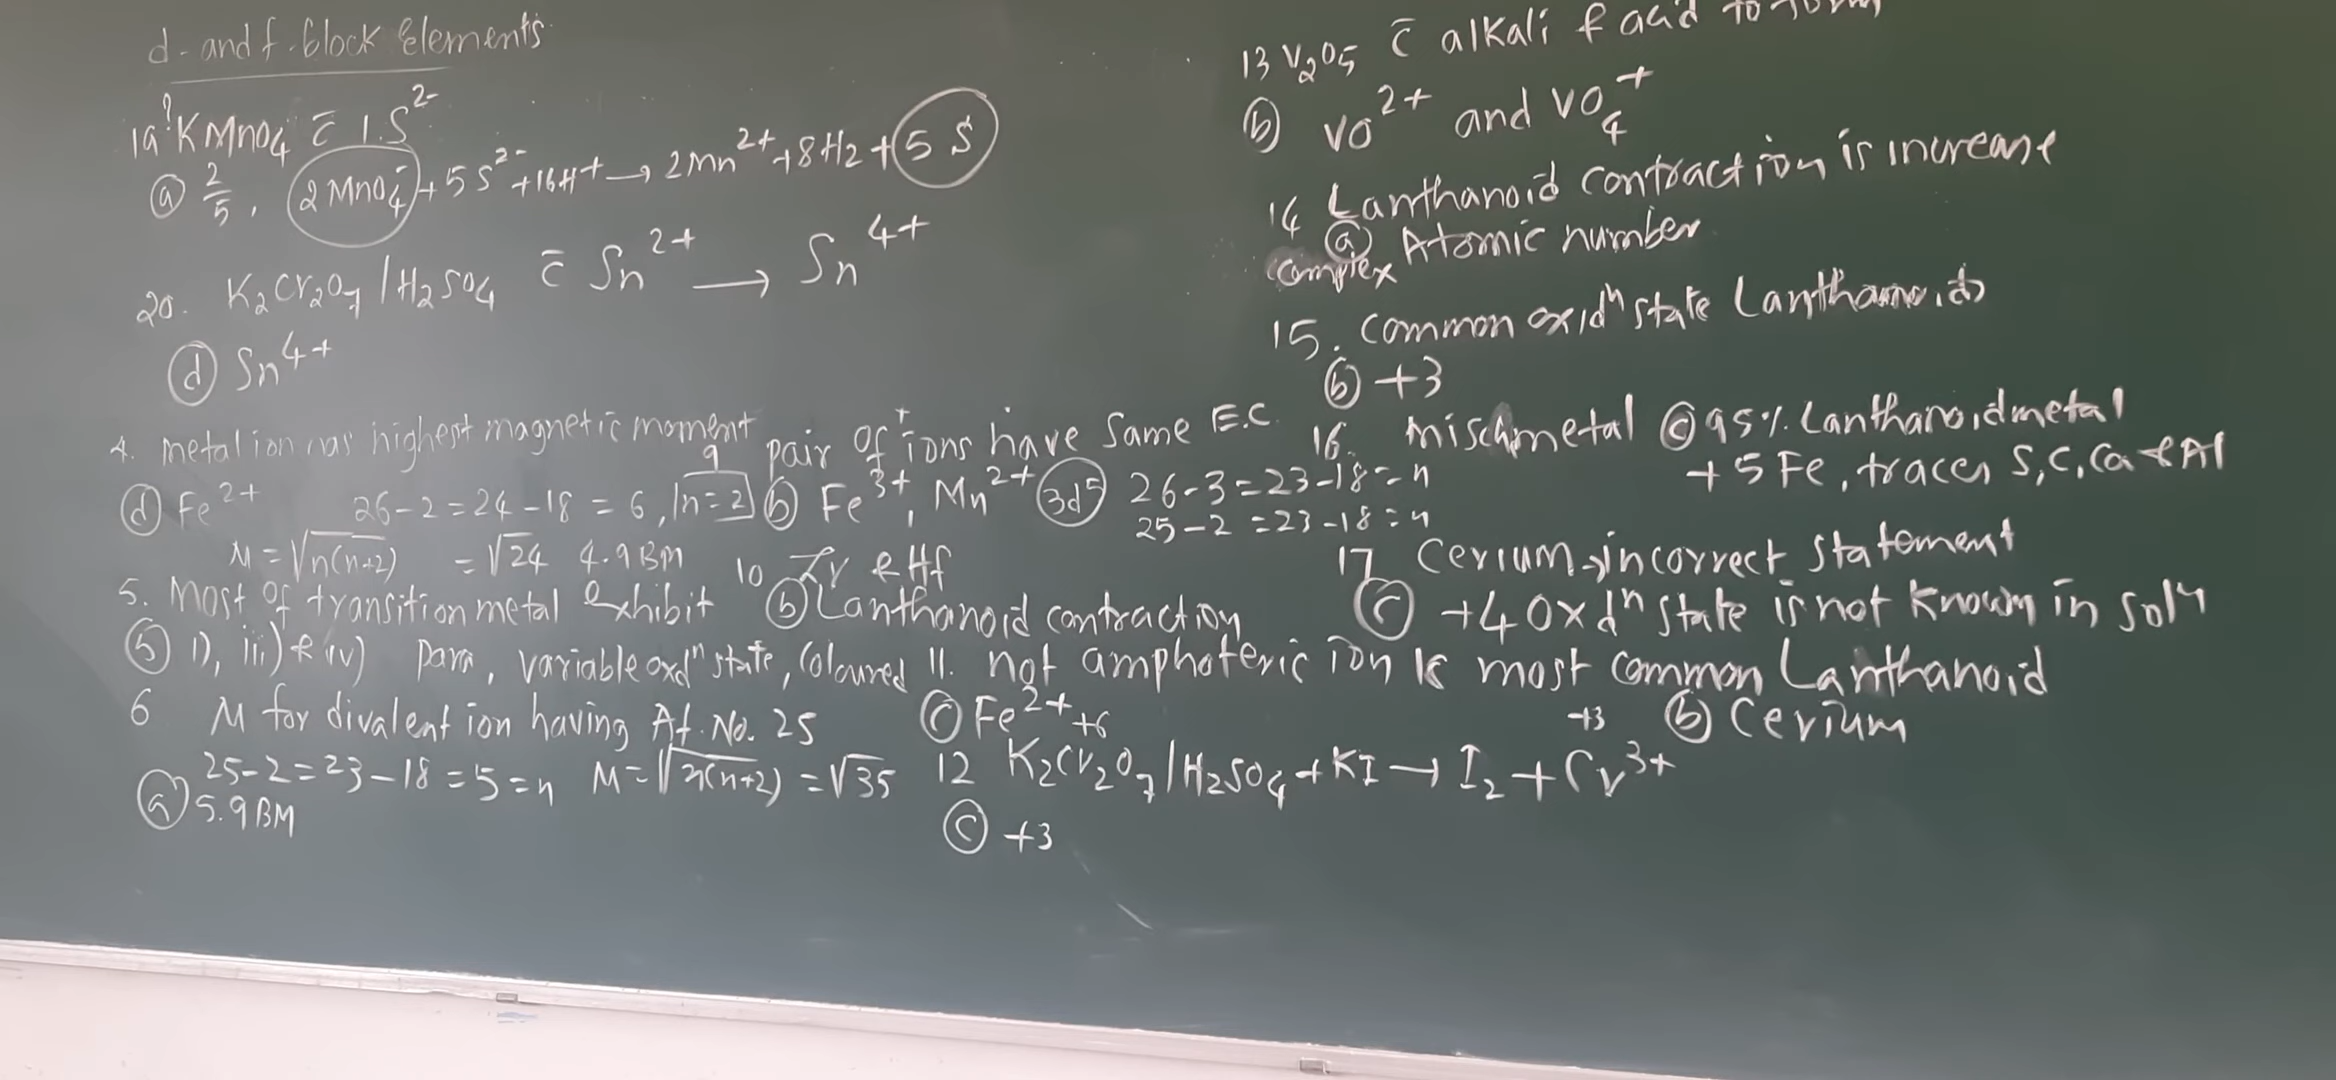 d- and f-block Elements
19? KMnO4 c̄ 1.S²⁻
(a) 2/5, 2MnO4⁻ + 5S²⁻ + 16H⁺ → 2Mn²⁺ + 8H2 + 5S
20. K2Cr2O7 / H2SO4 c̄ Sn²⁺ → Sn⁴⁺
(d) Sn⁴⁺
4. metal ion has highest magnetic moment
(d) Fe²⁺ 26-2=24-18=6, n=2
M=√n(n+2) =√24 4.9BM
5. Most of transition metal exhibit
(b) i), iii) & iv) para, variable oxdⁿ state, coloured
6 M for divalent ion having At. No. 25
25-2=23-18=5=n M=√n(n+2) =√35
(a) 5.9BM
9 pair of ions have same E.C.
(b) Fe³⁺, Mn²⁺ 3d⁵ 26-3=23-18=n
25-2=23-18=n
10 Zr & Hf
(b) Lanthanoid contraction
11. not amphoteric ion
(c) Fe²⁺
12 K2Cr2O7 / H2SO4 + KI → I2 + Cr³⁺
+6 +3
(c) +3
13 V2O5 c̄ alkali & acid to form
(b) VO²⁺ and VO4⁺
14 Lanthanoid contraction is increase
(a) Atomic number
complex
15. common oxidⁿ state Lanthanoids
(b) +3
16. mischmetal (c) 95% Lanthanoid metal
+5 Fe, traces S, C, Ca & Al
17 Cerium → incorrect statement
(c) +4 oxdⁿ state is not known in solⁿ
most common Lanthanoid
(b) Cerium